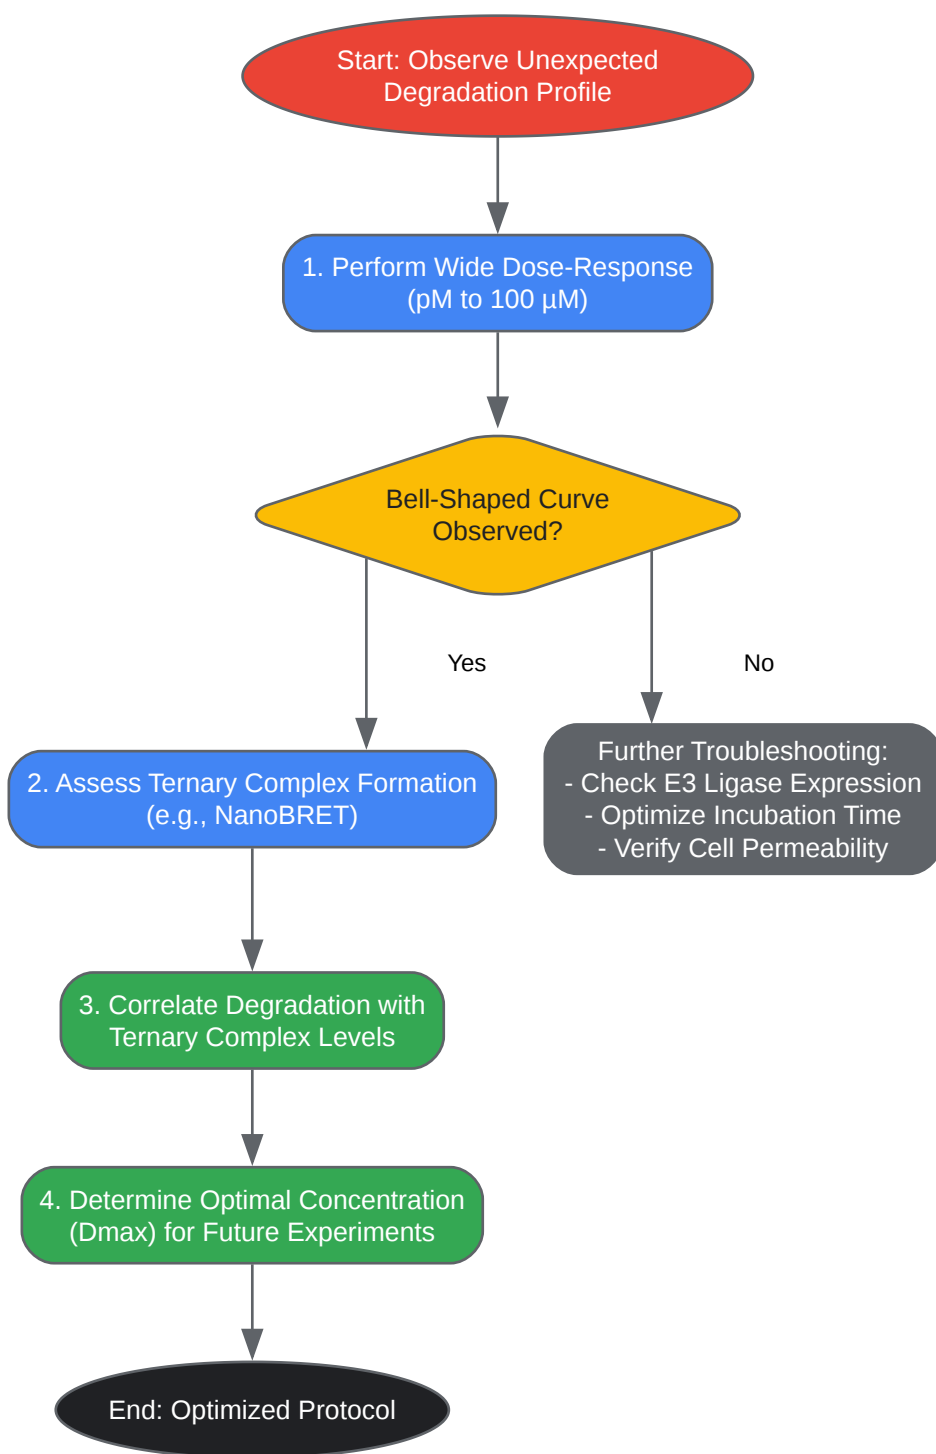 Start: Observe Unexpected
Degradation Profile
1. Perform Wide Dose-Response
(pM to 100 µM)
Bell-Shaped Curve
Observed?
Yes
No
2. Assess Ternary Complex Formation
(e.g., NanoBRET)
Further Troubleshooting:
- Check E3 Ligase Expression
- Optimize Incubation Time
- Verify Cell Permeability
3. Correlate Degradation with
Ternary Complex Levels
4. Determine Optimal Concentration
(Dmax) for Future Experiments
End: Optimized Protocol